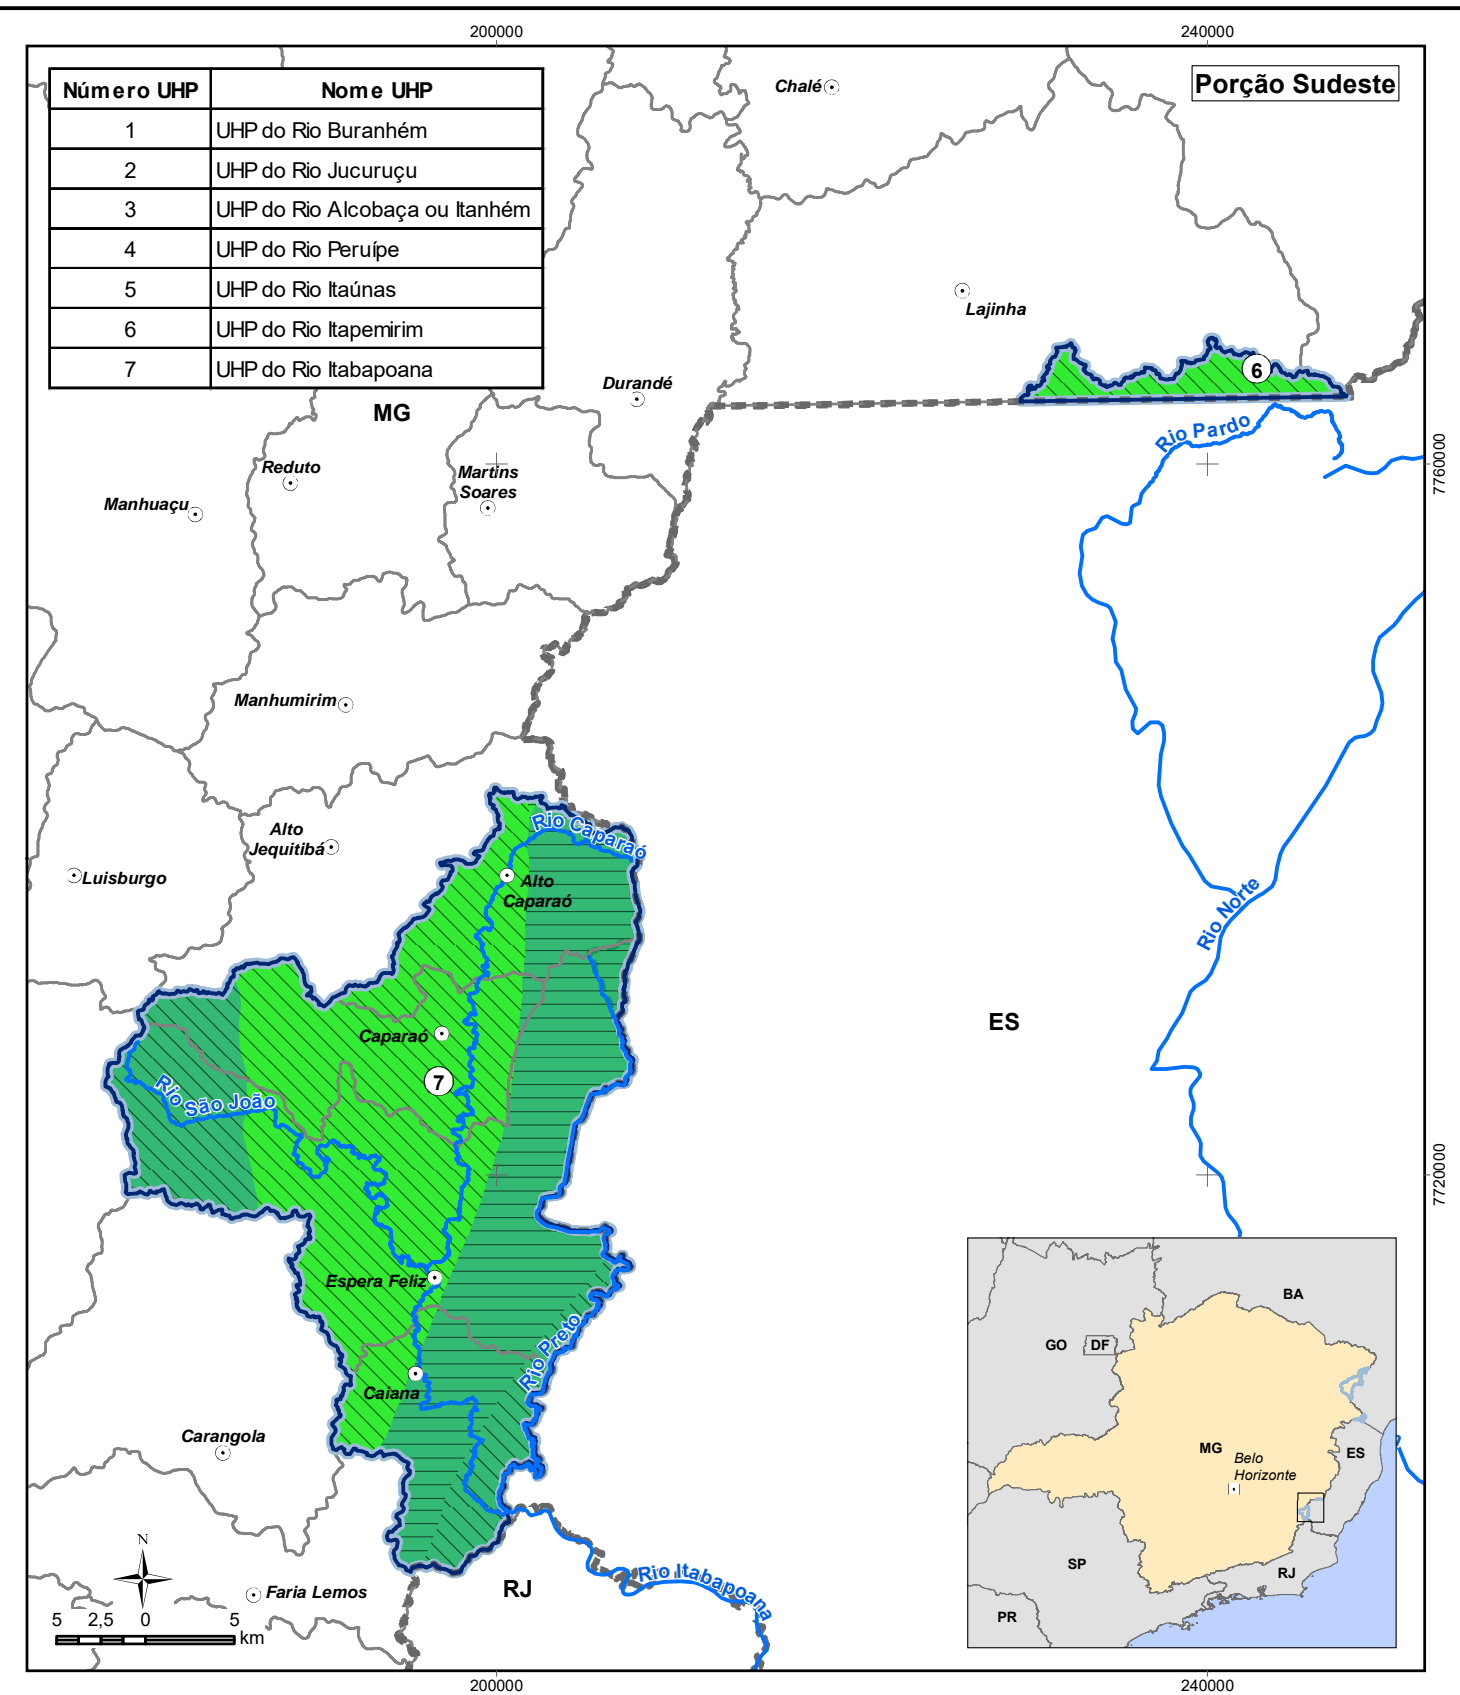 200000
240000
Número UHP
Nome UHP
1
UHP do Rio Buranhém
2
UHP do Rio Jucuruçu
3
UHP do Rio Alcobaça ou Itanhém
4
UHP do Rio Peruípe
5
UHP do Rio Itaúnas
6
UHP do Rio Itapemirim
7
UHP do Rio Itabapoana
Porção Sudeste
Chalé
Lajinha
Durandé
MG
6
Rio Pardo
Reduto
Martins
Soares
Manhuaçu
7760000
Manhumirim
Alto
Jequitibá
Luisburgo
Rio Caparaó
Alto
Caparaó
Rio Norte
Caparaó
ES
7
Rio São João
7720000
Espera Feliz
Rio Preto
Caiana
Carangola
Faria Lemos
RJ
Rio Itabapoana
N
5
2,5
0
5
km
BA
GO
DF
MG
Belo
Horizonte
ES
SP
RJ
PR
200000
240000